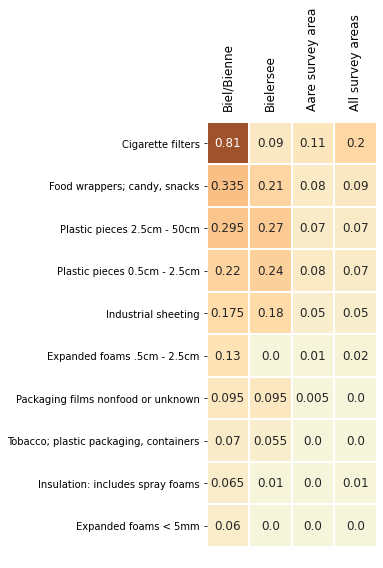 Biel/Bienne
Bielersee
Aare survey area
All survey areas
Cigarette filters 0.81 0.09 0.11 0.2
Food wrappers; candy, snacks 0.335 0.21 0.08 0.09
Plastic pieces 2.5cm - 50cm 0.295 0.27 0.07 0.07
Plastic pieces 0.5cm - 2.5cm 0.22 0.24 0.08 0.07
Industrial sheeting 0.175 0.18 0.05 0.05
Expanded foams .5cm - 2.5cm 0.13 0.0 0.01 0.02
Packaging films nonfood or unknown 0.095 0.095 0.005 0.0
Tobacco; plastic packaging, containers 0.07 0.055 0.0 0.0
Insulation: includes spray foams 0.065 0.01 0.0 0.01
Expanded foams < 5mm 0.06 0.0 0.0 0.0